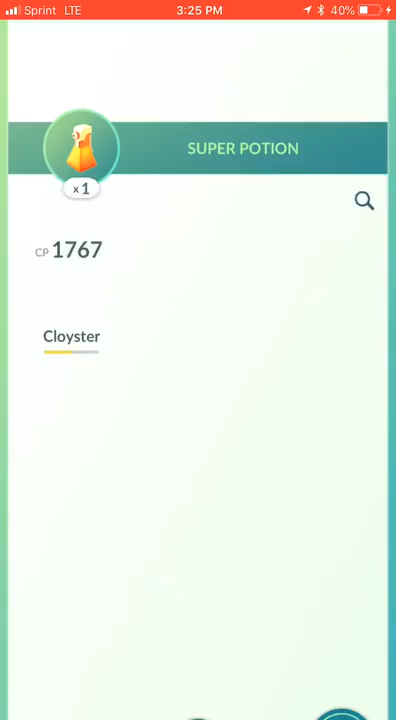 Sprint LTE 3:25 PM 40%
SUPER POTION
x1
CP 1767
Cloyster